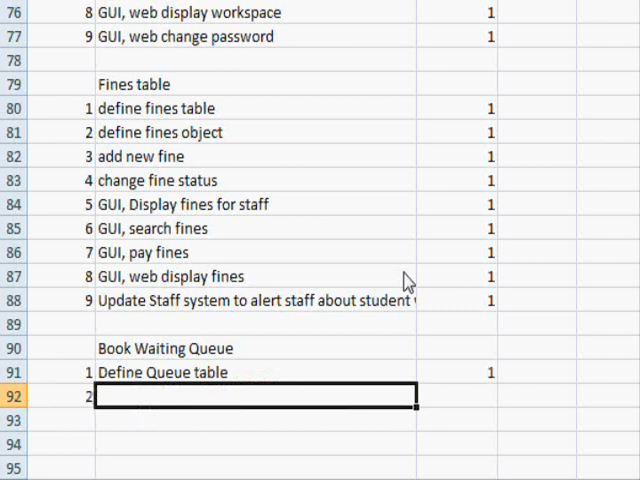 76 8 GUI, web display workspace 1
77 9 GUI, web change password 1
78
79 Fines table
80 1 define fines table 1
81 2 define fines object 1
82 3 add new fine 1
83 4 change fine status 1
84 5 GUI, Display fines for staff 1
85 6 GUI, search fines 1
86 7 GUI, pay fines 1
87 8 GUI, web display fines 1
88 9 Update Staff system to alert staff about student 1
89
90 Book Waiting Queue
91 1 Define Queue table 1
92 2
93
94
95